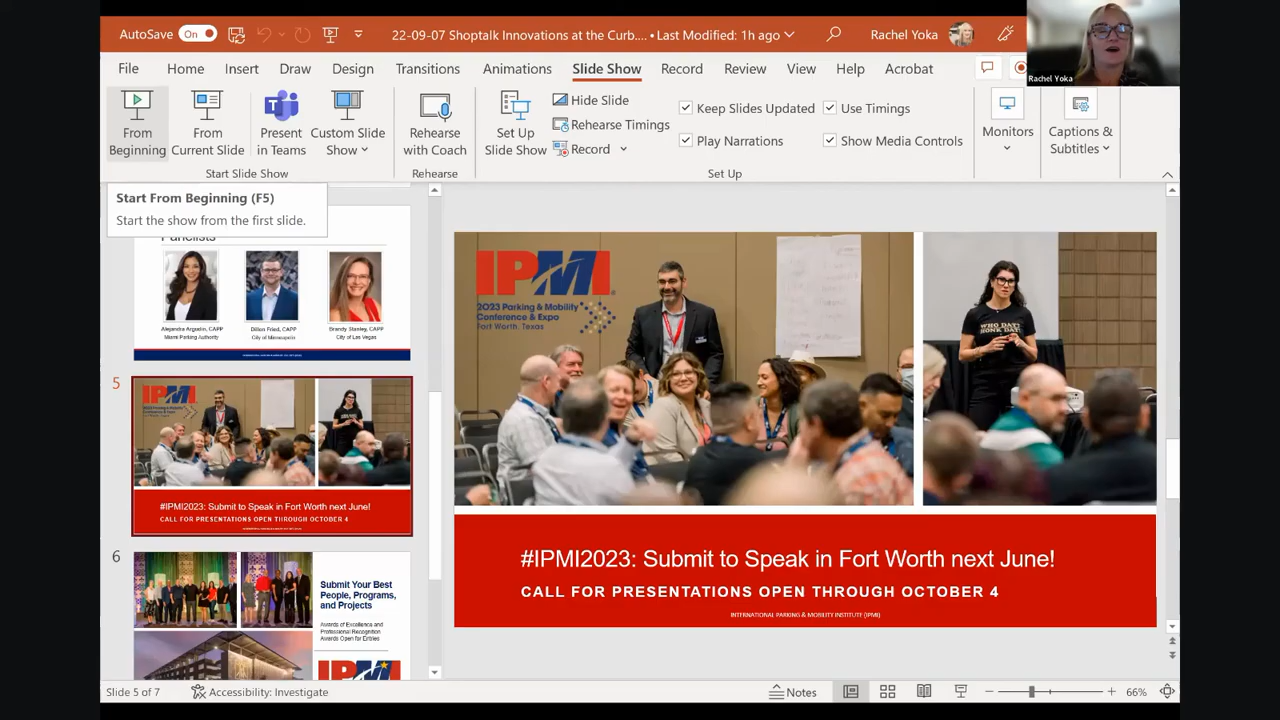 AutoSave On
22-09-07 Shoptalk Innovations at the Curb.... • Last Modified: 1h ago
Rachel Yoka
Rachel Yoka
File Home Insert Draw Design Transitions Animations Slide Show Record Review View Help Acrobat
From Beginning
From Current Slide
Present in Teams
Custom Slide Show
Rehearse with Coach
Set Up Slide Show
Hide Slide
Rehearse Timings
Record
Keep Slides Updated
Play Narrations
Use Timings
Show Media Controls
Monitors
Captions & Subtitles
Start Slide Show
Rehearse
Set Up
Start From Beginning (F5)
Start the show from the first slide.
Panelists
Alejandra Argudin, CAPP
Miami Parking Authority
Dillon Fried, CAPP
City of Minneapolis
Brandy Stanley, CAPP
City of Las Vegas
5
IPMI
#IPMI2023: Submit to Speak in Fort Worth next June!
CALL FOR PRESENTATIONS OPEN THROUGH OCTOBER 4
6
Submit Your Best
People, Programs,
and Projects
Awards of Excellence and
Professional Recognition
Awards Open for Entries
IPMI
IPMI
2023 Parking & Mobility
Conference & Expo
Fort Worth, Texas
WHO DAT?
HONK DAT!
#IPMI2023: Submit to Speak in Fort Worth next June!
CALL FOR PRESENTATIONS OPEN THROUGH OCTOBER 4
INTERNATIONAL PARKING & MOBILITY INSTITUTE (IPMI)
Slide 5 of 7
Accessibility: Investigate
Notes
66%